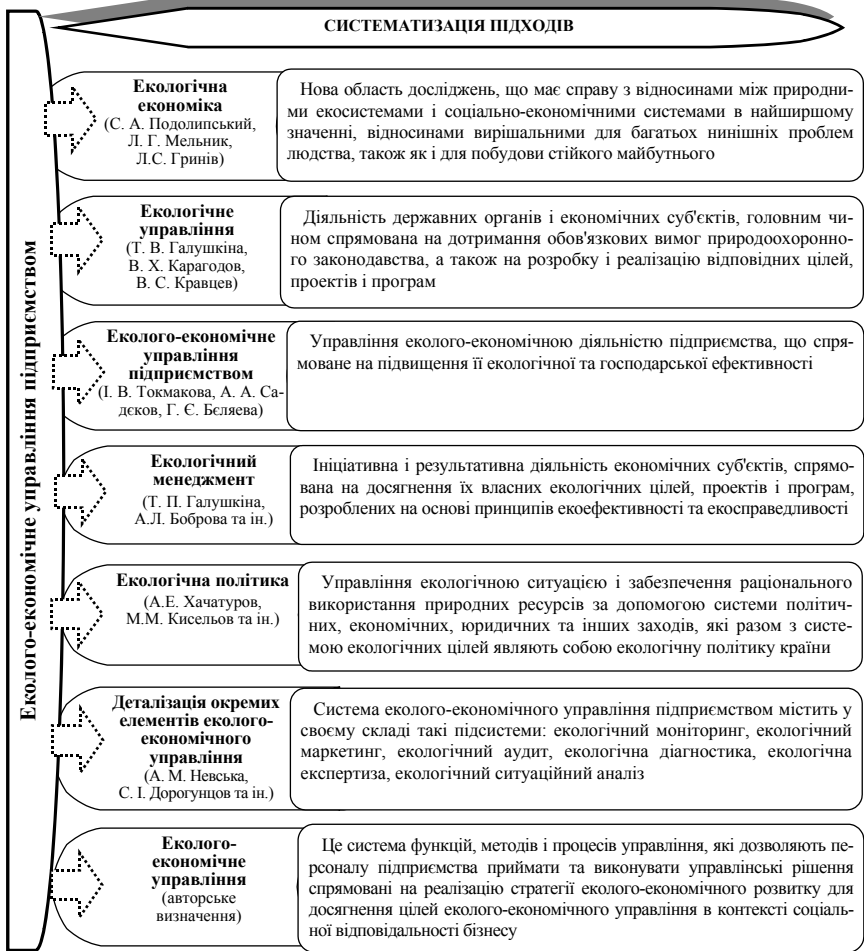 СИСТЕМАТИЗАЦІЯ ПІДХОДІВ
Еколого-економічне управління підприємством
Екологічна
економіка
(С. А. Подолипський,
Л. Г. Мельник,
Л.С. Гринів)
Нова область досліджень, що має справу з відносинами між природни-
ми екосистемами і соціально-економічними системами в найширшому
значенні, відносинами вирішальними для багатьох нинішніх проблем
людства, також як і для побудови стійкого майбутнього
Екологічне
управління
(Т. В. Галушкіна,
В. Х. Карагодов,
В. С. Кравцев)
Діяльність державних органів і економічних суб'єктів, головним чи-
ном спрямована на дотримання обов'язкових вимог природоохоронно-
го законодавства, а також на розробку і реалізацію відповідних цілей,
проектів і програм
Еколого-економічне
управління
підприємством
(І. В. Токмакова, А. А. Са-
дєков, Г. Є. Бєляева)
Управління еколого-економічною діяльністю підприємства, що спря-
моване на підвищення її екологічної та господарської ефективності
Екологічний
менеджмент
(Т. П. Галушкіна,
А.Л. Боброва та ін.)
Ініціативна і результативна діяльність економічних суб'єктів, спрямо-
вана на досягнення їх власних екологічних цілей, проектів і програм,
розроблених на основі принципів екоефективності та екосправедливості
Екологічна політика
(А.Е. Хачатуров,
М.М. Кисельов та ін.)
Управління екологічною ситуацією і забезпечення раціонального
використання природних ресурсів за допомогою системи політич-
них, економічних, юридичних та інших заходів, які разом з систе-
мою екологічних цілей являють собою екологічну політику країни
Деталізація окремих
елементів еколого-
економічного
управління
(А. М. Невська,
С. І. Дорогунцов та ін.)
Система еколого-економічного управління підприємством містить у
своєму складі такі підсистеми: екологічний моніторинг, екологічний
маркетинг, екологічний аудит, екологічна діагностика, екологічна
експертиза, екологічний ситуаційний аналіз
Еколого-
економічне
управління
(авторське
визначення)
Це система функцій, методів і процесів управління, які дозволяють пе-
рсоналу підприємства приймати та виконувати управлінські рішення
спрямовані на реалізацію стратегії еколого-економічного розвитку для
досягнення цілей еколого-економічного управління в контексті соціаль-
ної відповідальності бізнесу